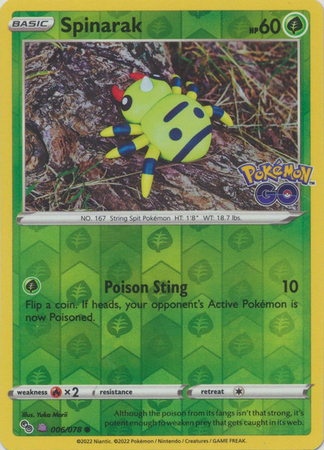 BASIC Spinarak HP 60
Pokémon
GO
NO. 167 String Spit Pokémon HT: 1'8" WT: 18.7 lbs.
Poison Sting 10
Flip a coin. If heads, your opponent's Active Pokémon is
now Poisoned.
weakness ×2 resistance retreat
Illus. Yuka Morii
006/078
Although the poison from its fangs isn't that strong, it's
potent enough to weaken prey that gets caught in its web.
©2022 Niantic. ©2022 Pokémon / Nintendo / Creatures / GAME FREAK.